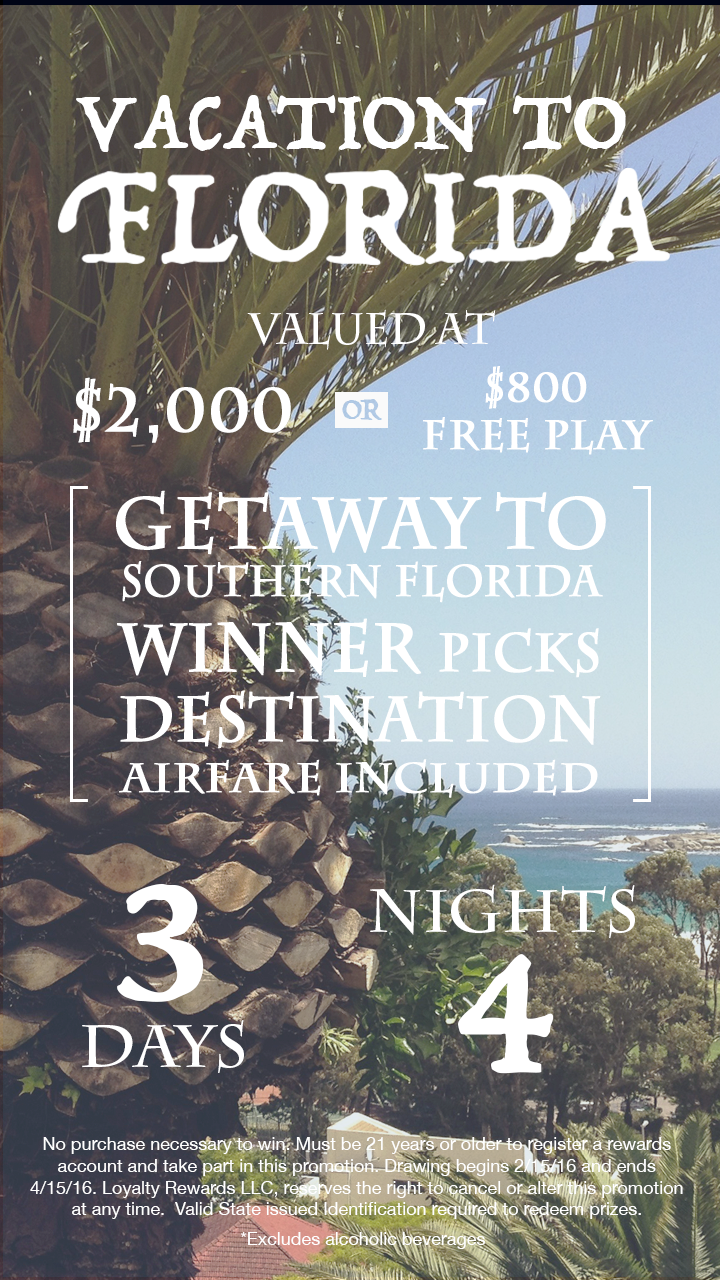 VACATION TO
FLORIDA
VALUED AT
$2,000 OR $800 FREE PLAY
GETAWAY TO
SOUTHERN FLORIDA
WINNER PICKS
DESTINATION
AIRFARE INCLUDED
3 DAYS
NIGHTS 4
No purchase necessary to win. Must be 21 years or older to register a rewards
account and take part in this promotion. Drawing begins 2/15/16 and ends
4/15/16. Loyalty Rewards LLC, reserves the right to cancel or alter this promotion
at any time. Valid State issued Identification required to redeem prizes.
*Excludes alcoholic beverages